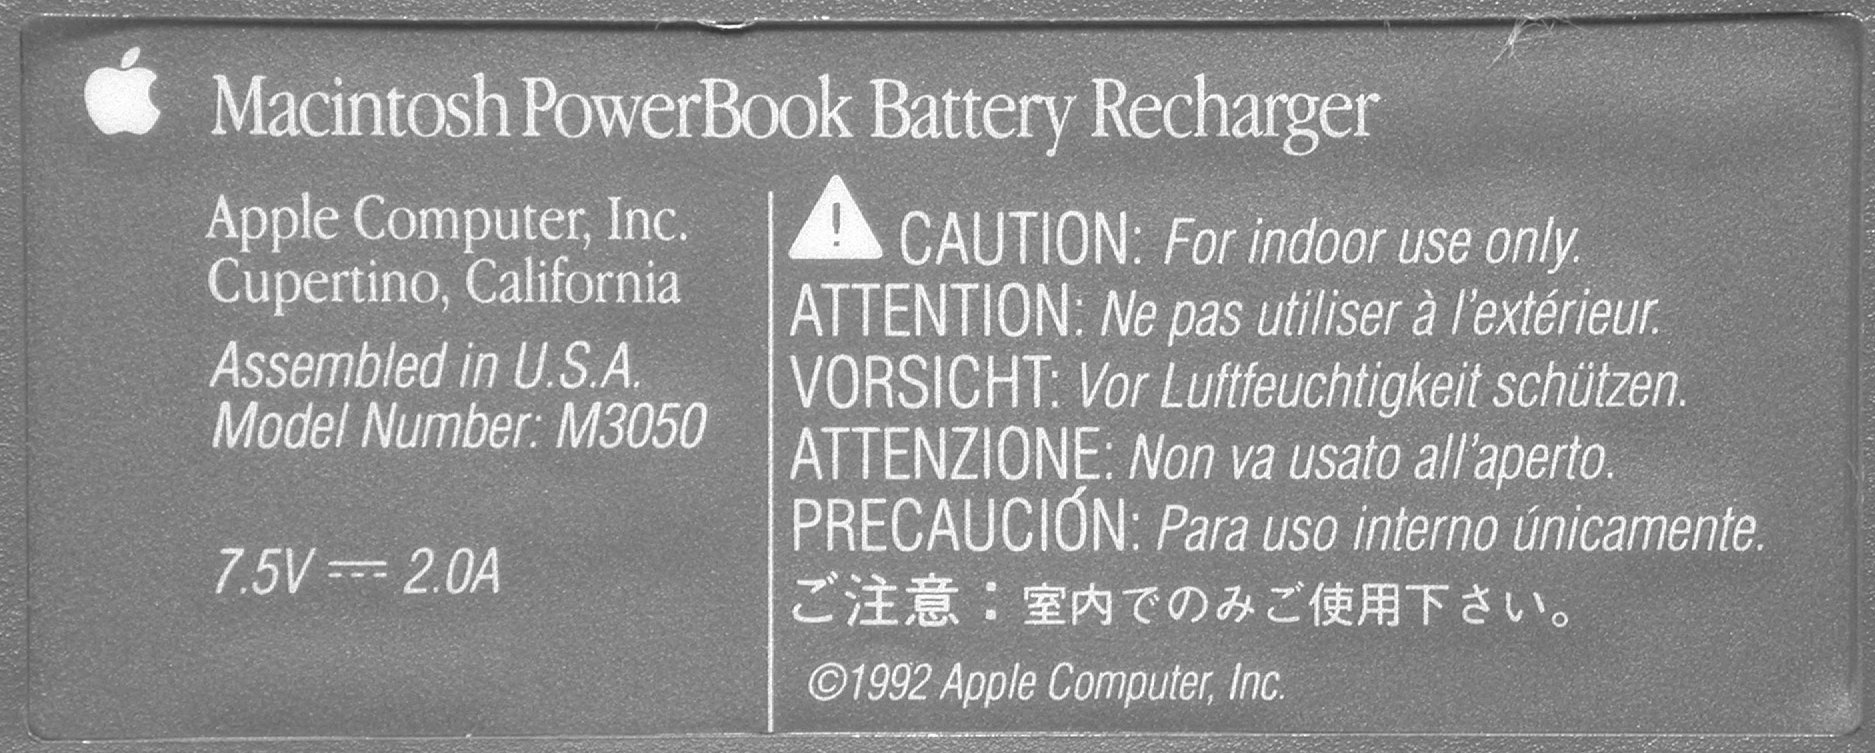 Macintosh PowerBook Battery Recharger
Apple Computer, Inc.
Cupertino, California
Assembled in U.S.A.
Model Number: M3050
7.5V ⎓ 2.0A
CAUTION: For indoor use only.
ATTENTION: Ne pas utiliser à l'extérieur.
VORSICHT: Vor Luftfeuchtigkeit schützen.
ATTENZIONE: Non va usato all'aperto.
PRECAUCIÓN: Para uso interno únicamente.
ご注意：室内でのみご使用下さい。
©1992 Apple Computer, Inc.